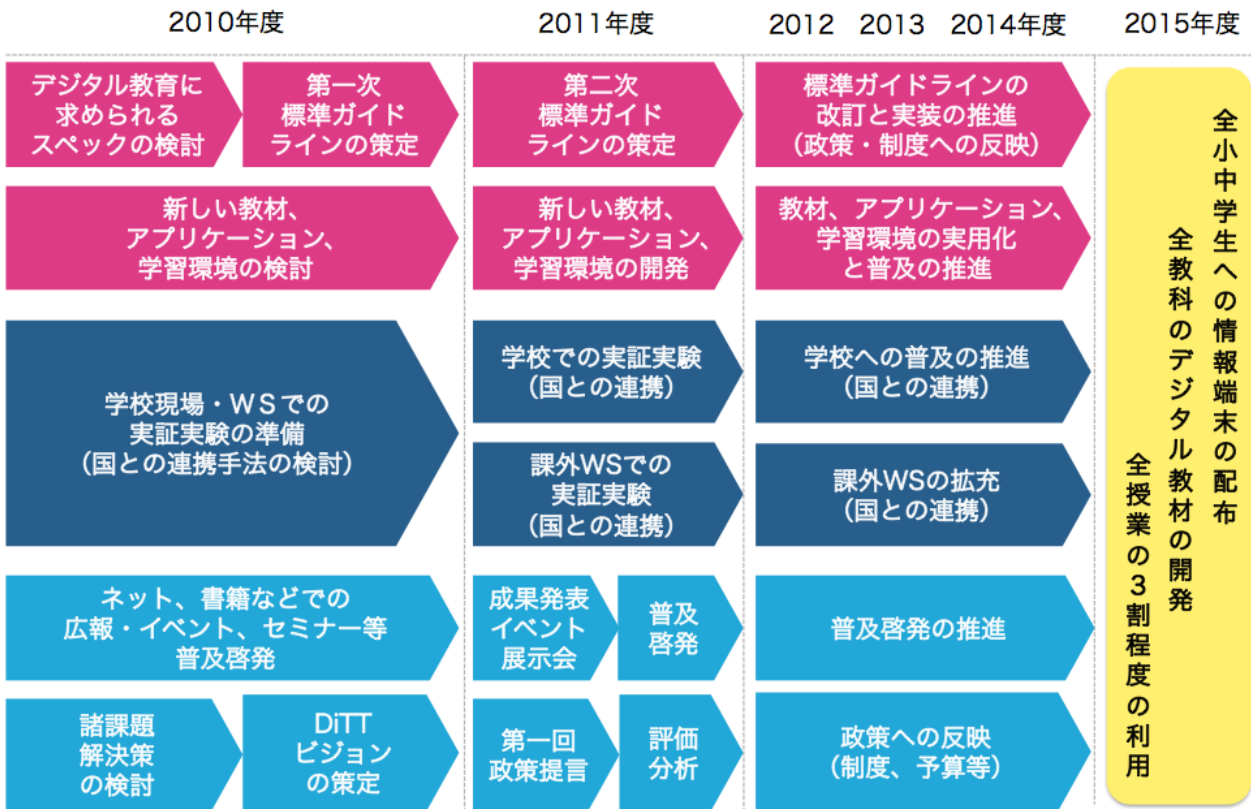 2010年度
2011年度
2012 2013 2014年度
2015年度
デジタル教育に
求められる
スペックの検討
第一次
標準ガイド
ラインの策定
第二次
標準ガイド
ラインの策定
標準ガイドラインの
改訂と実装の推進
(政策・制度への反映)
新しい教材、
アプリケーション、
学習環境の検討
新しい教材、
アプリケーション、
学習環境の開発
教材、アプリケーション、
学習環境の実用化
と普及の推進
学校現場・WSでの
実証実験の準備
(国との連携手法の検討)
学校での実証実験
(国との連携)
学校への普及の推進
(国との連携)
課外WSでの
実証実験
(国との連携)
課外WSの拡充
(国との連携)
ネット、書籍などでの
広報・イベント、セミナー等
普及啓発
成果発表
イベント
展示会
普及
啓発
普及啓発の推進
諸課題
解決策
の検討
DiTT
ビジョン
の策定
第一回
政策提言
評価
分析
政策への反映
(制度、予算等)
全小中学生への情報端末の配布
全教科のデジタル教材の開発
全授業の3割程度の利用